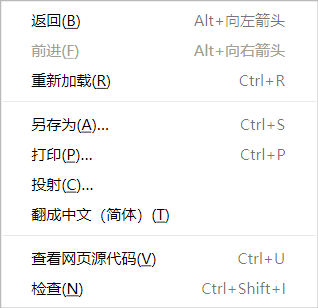 返回(B) Alt+向左箭头
前进(F) Alt+向右箭头
重新加载(R) Ctrl+R
另存为(A)... Ctrl+S
打印(P)... Ctrl+P
投射(C)...
翻成中文（简体）(T)
查看网页源代码(V) Ctrl+U
检查(N) Ctrl+Shift+I